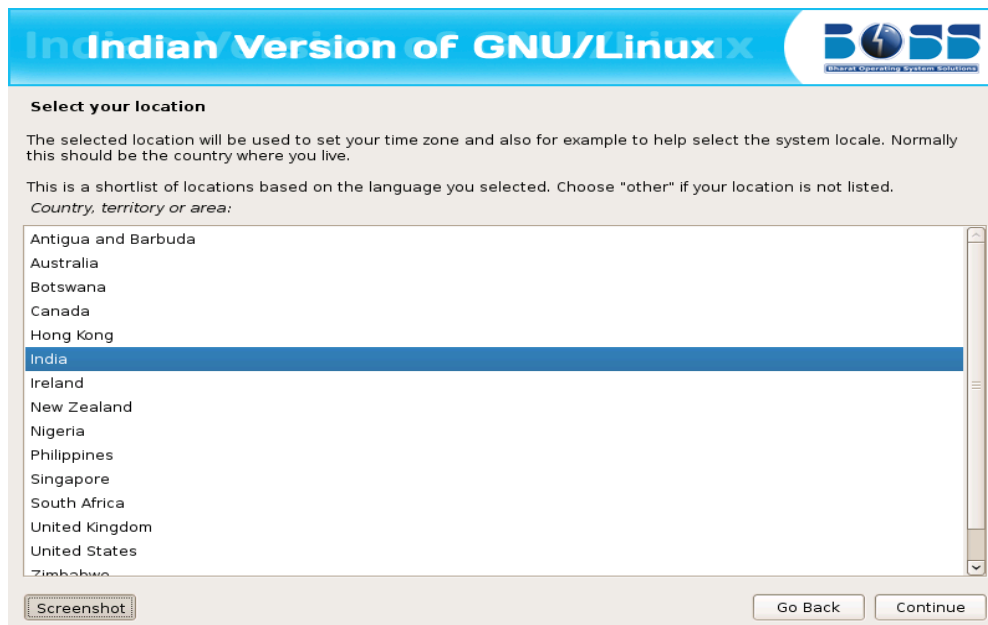 Indian Version of GNU/Linux
BOSS
Bharat Operating System Solutions
Select your location
The selected location will be used to set your time zone and also for example to help select the system locale. Normally
this should be the country where you live.
This is a shortlist of locations based on the language you selected. Choose "other" if your location is not listed.
Country, territory or area:
Antigua and Barbuda
Australia
Botswana
Canada
Hong Kong
India
Ireland
New Zealand
Nigeria
Philippines
Singapore
South Africa
United Kingdom
United States
Zimbabwe
Screenshot
Go Back
Continue